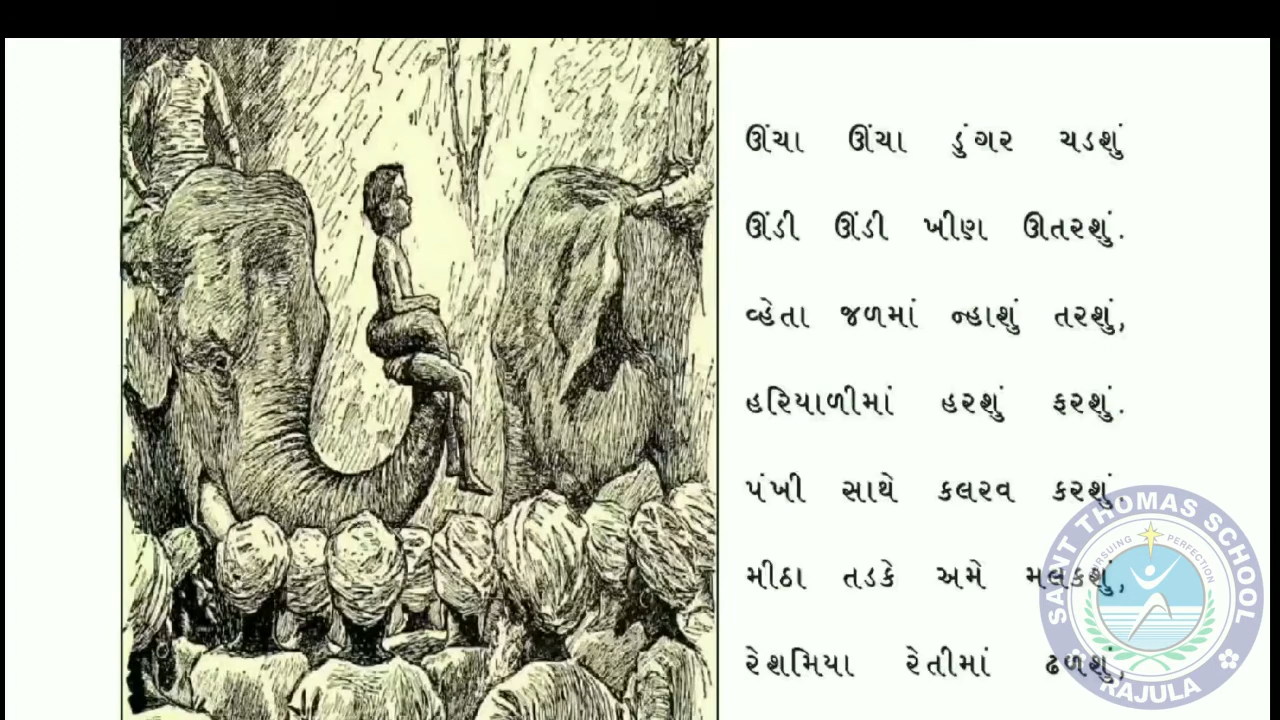 ઊંચા ઊંચા ડુંગર ચડશું
ઊંડી ઊંડી ખીણ ઊતરશું.
વ્હેતા જળમાં ન્હાશું તરશું,
હરિયાળીમાં હરશું ફરશું.
પંખી સાથે કલરવ કરશું.
મીઠા તડકે અમે મલકશું,
રેશમિયા રેતીમાં ઢળશું,
SAINT THOMAS SCHOOL
PURSUING PERFECTION
RAJULA